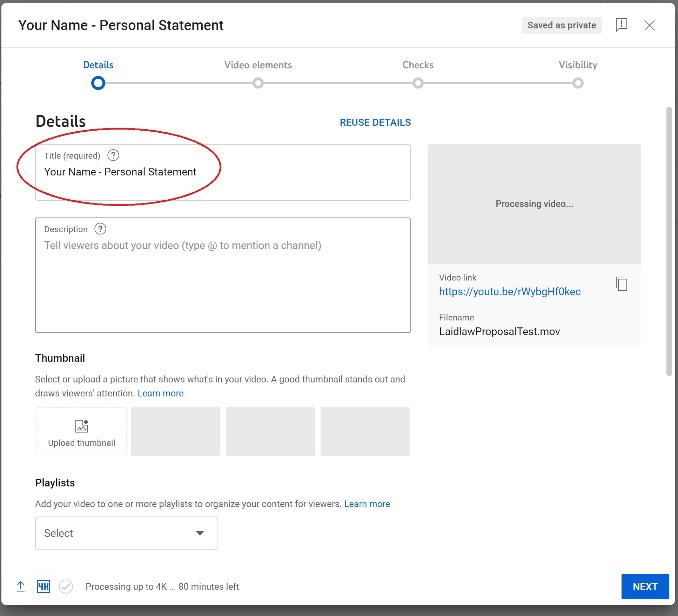 Your Name - Personal Statement
Saved as private
Details
Video elements
Checks
Visibility
Details
REUSE DETAILS
Title (required) ?
Your Name - Personal Statement
Description ?
Tell viewers about your video (type @ to mention a channel)
Processing video...
Video link
https://youtu.be/rWybgHf0kec
Filename
LaidlawProposalTest.mov
Thumbnail
Select or upload a picture that shows what's in your video. A good thumbnail stands out and
draws viewers' attention. Learn more
Upload thumbnail
Playlists
Add your video to one or more playlists to organize your content for viewers. Learn more
Select
4K
Processing up to 4K ... 80 minutes left
NEXT